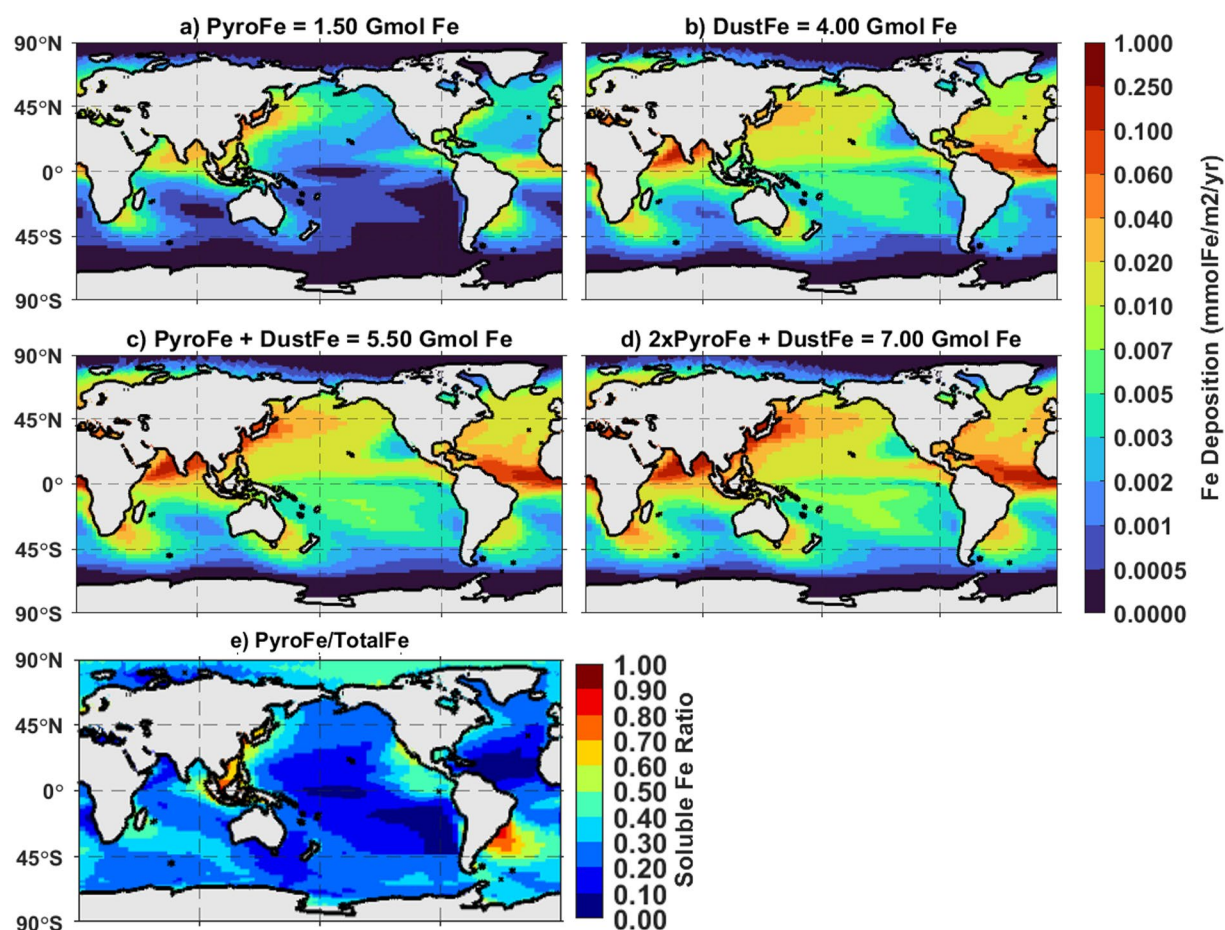 a) PyroFe = 1.50 Gmol Fe
b) DustFe = 4.00 Gmol Fe
90°N
45°N
0°
45°S
90°S
c) PyroFe + DustFe = 5.50 Gmol Fe
d) 2xPyroFe + DustFe = 7.00 Gmol Fe
90°N
45°N
0°
45°S
90°S
1.000
0.250
0.100
0.060
0.040
0.020
0.010
0.007
0.005
0.003
0.002
0.001
0.0005
0.0000
Fe Deposition (mmolFe/m2/yr)
e) PyroFe/TotalFe
90°N
45°N
0°
45°S
90°S
1.00
0.90
0.80
0.70
0.60
0.50
0.40
0.30
0.20
0.10
0.00
Soluble Fe Ratio